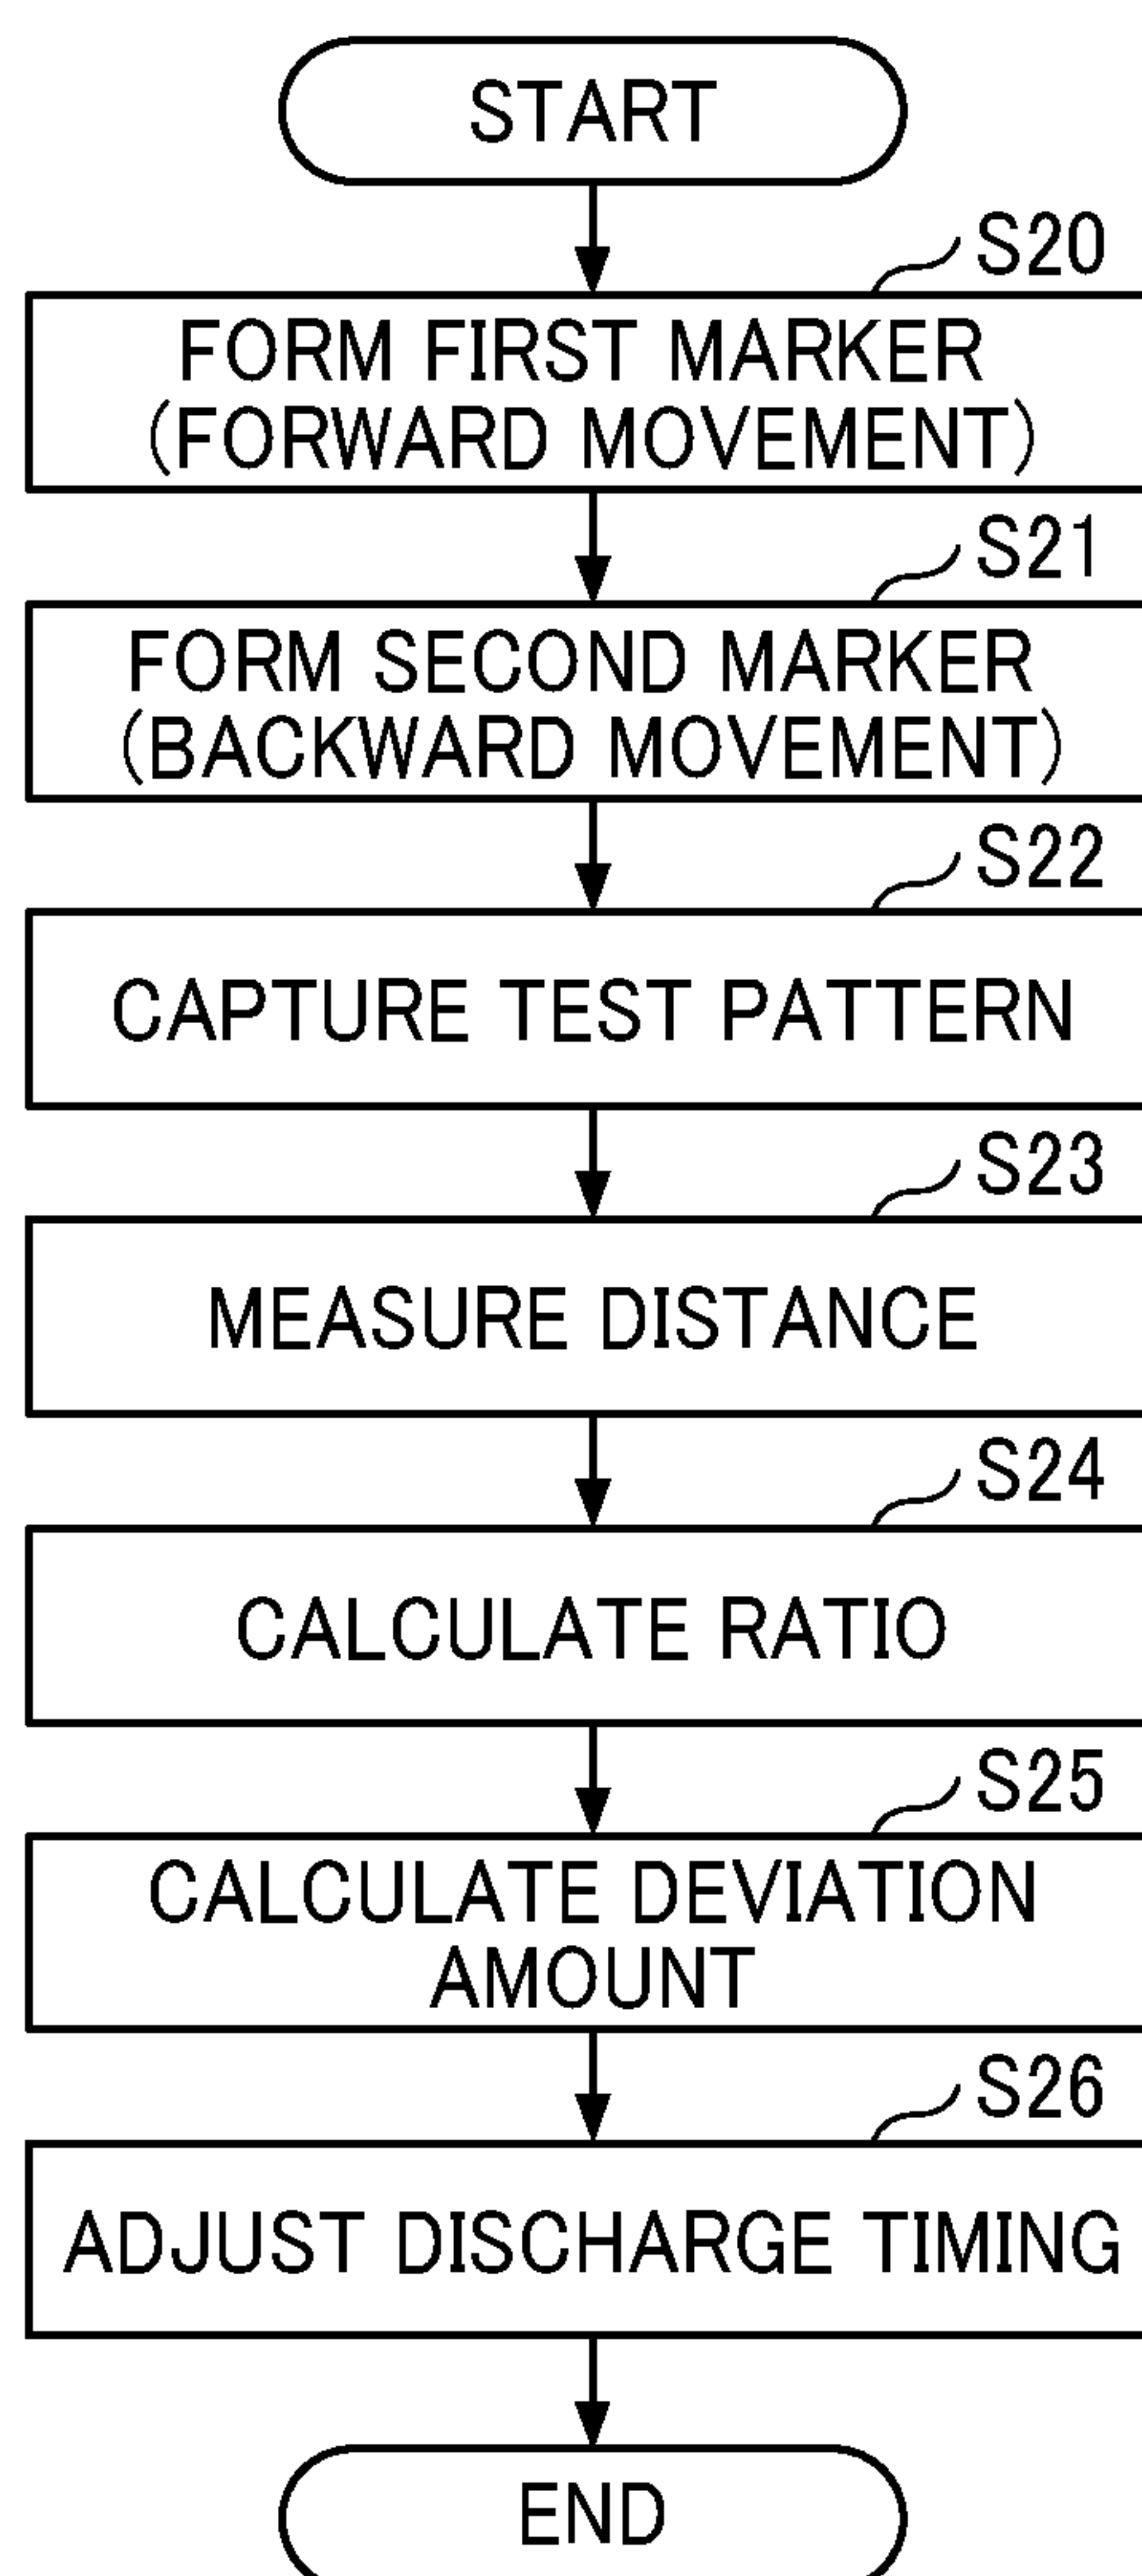 START
S20
FORM FIRST MARKER
(FORWARD MOVEMENT)
S21
FORM SECOND MARKER
(BACKWARD MOVEMENT)
S22
CAPTURE TEST PATTERN
S23
MEASURE DISTANCE
S24
CALCULATE RATIO
S25
CALCULATE DEVIATION
AMOUNT
S26
ADJUST DISCHARGE TIMING
END